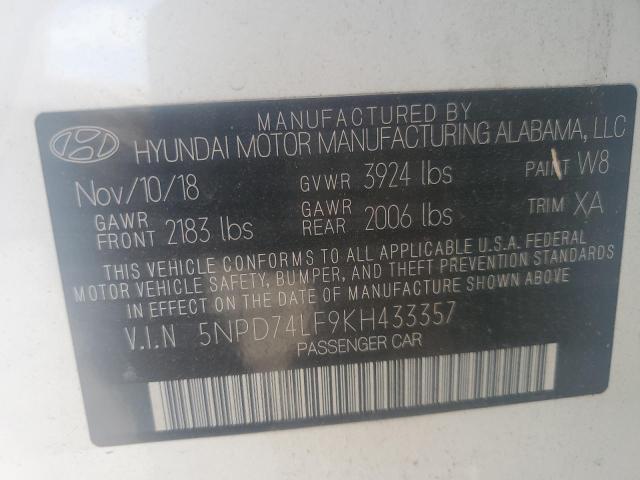 MANUFACTURED BY
HYUNDAI MOTOR MANUFACTURING ALABAMA, LLC
Nov/10/18 GVWR 3924 lbs PAINT W8
GAWR FRONT 2183 lbs GAWR REAR 2006 lbs TRIM XA
THIS VEHICLE CONFORMS TO ALL APPLICABLE U.S.A. FEDERAL
MOTOR VEHICLE SAFETY, BUMPER, AND THEFT PREVENTION STANDARDS
IN EFFECT ON THE DATE OF MANUFACTURE SHOWN ABOVE
V.I.N 5NPD74LF9KH433357
PASSENGER CAR